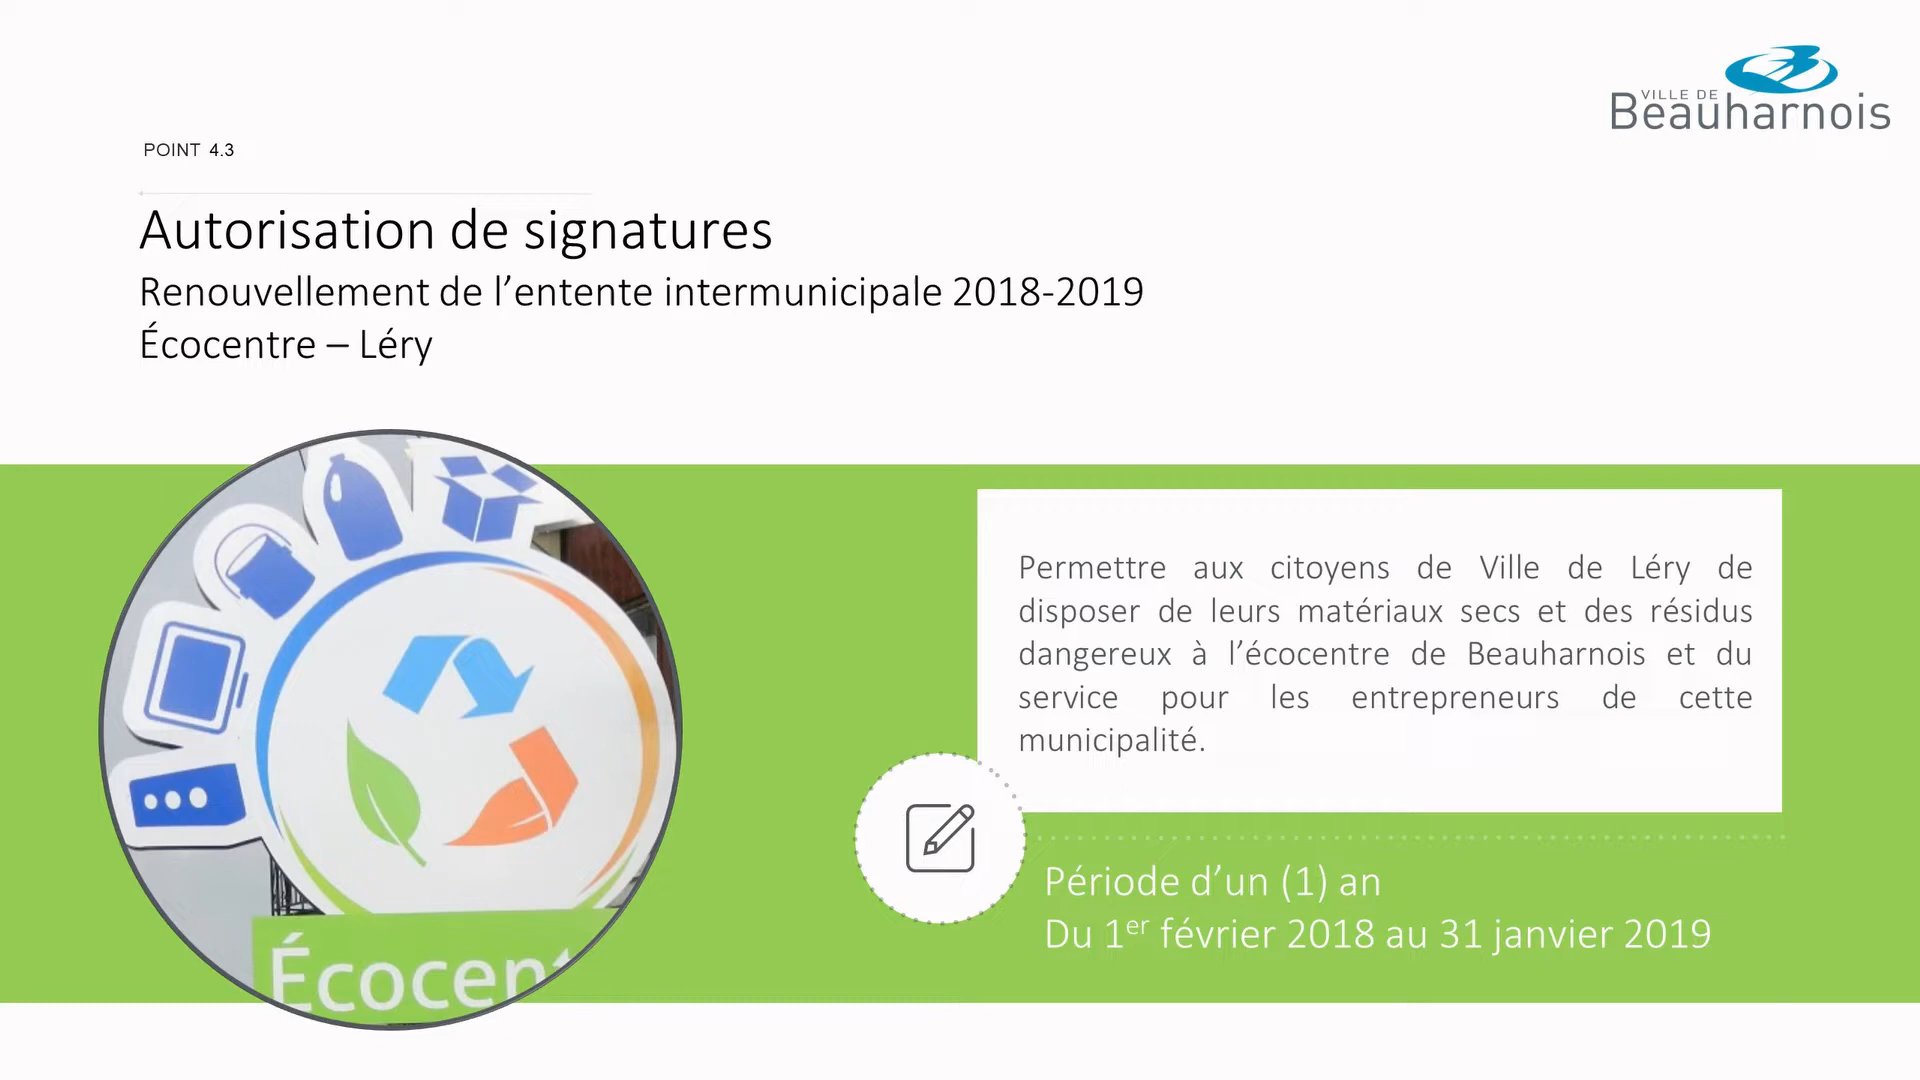 VILLE DE
Beauharnois
POINT 4.3
Autorisation de signatures
Renouvellement de l’entente intermunicipale 2018-2019
Écocentre – Léry
Permettre aux citoyens de Ville de Léry de
disposer de leurs matériaux secs et des résidus
dangereux à l’écocentre de Beauharnois et du
service pour les entrepreneurs de cette
municipalité.
Période d’un (1) an
Du 1er février 2018 au 31 janvier 2019
Écocent